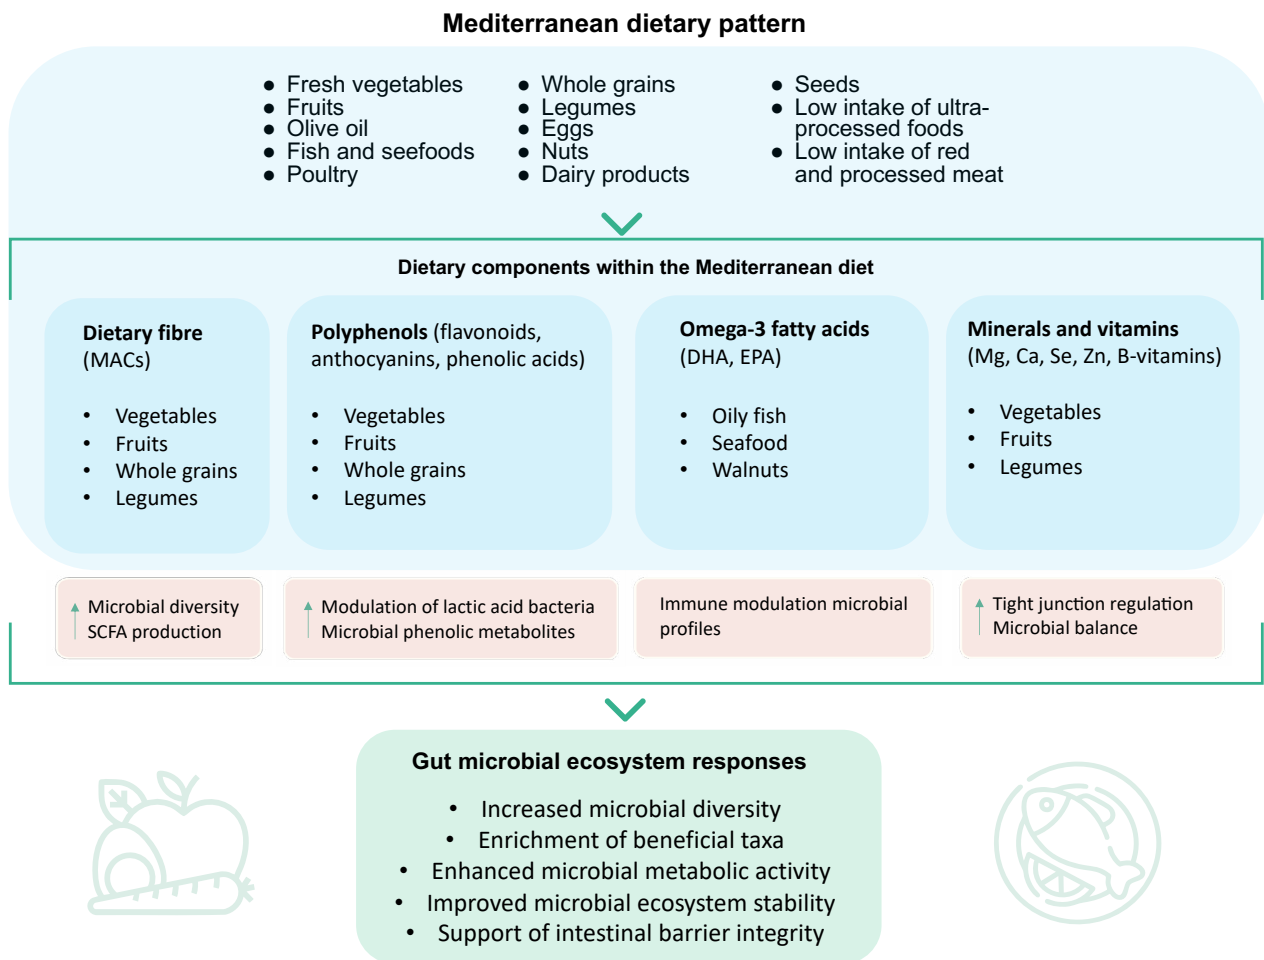 Mediterranean dietary pattern
● Fresh vegetables
● Fruits
● Olive oil
● Fish and seefoods
● Poultry
● Whole grains
● Legumes
● Eggs
● Nuts
● Dairy products
● Seeds
● Low intake of ultra-
processed foods
● Low intake of red
and processed meat
Dietary components within the Mediterranean diet
Dietary fibre
(MACs)
• Vegetables
• Fruits
• Whole grains
• Legumes
Polyphenols (flavonoids,
anthocyanins, phenolic acids)
• Vegetables
• Fruits
• Whole grains
• Legumes
Omega-3 fatty acids
(DHA, EPA)
• Oily fish
• Seafood
• Walnuts
Minerals and vitamins
(Mg, Ca, Se, Zn, B-vitamins)
• Vegetables
• Fruits
• Legumes
Microbial diversity
SCFA production
Modulation of lactic acid bacteria
Microbial phenolic metabolites
Immune modulation microbial
profiles
Tight junction regulation
Microbial balance
Gut microbial ecosystem responses
• Increased microbial diversity
• Enrichment of beneficial taxa
• Enhanced microbial metabolic activity
• Improved microbial ecosystem stability
• Support of intestinal barrier integrity